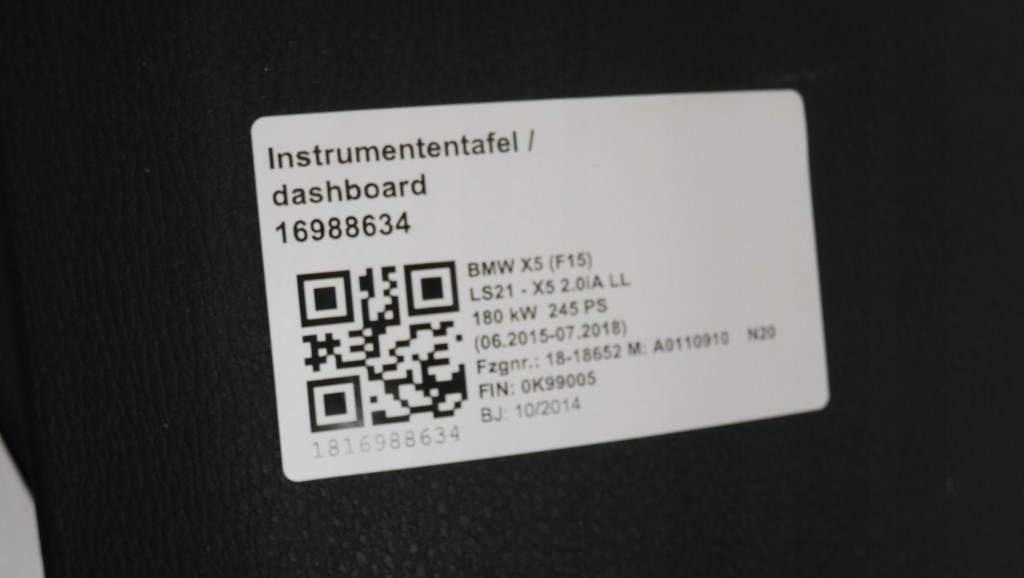 Instrumententafel /
dashboard
16988634
BMW X5 (F15)
LS21 - X5 2.0iA LL
180 kW 245 PS
(06.2015-07.2018)
Fzgnr.: 18-18652 M: A0110910 N20
FIN: 0K99005
BJ: 10/2014
1816988634